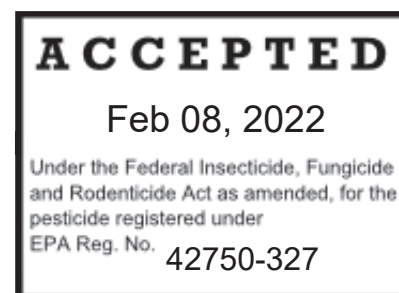 ACCEPTED
Feb 08, 2022
Under the Federal Insecticide, Fungicide
and Rodenticide Act as amended, for the
pesticide registered under
EPA Reg. No. 42750-327